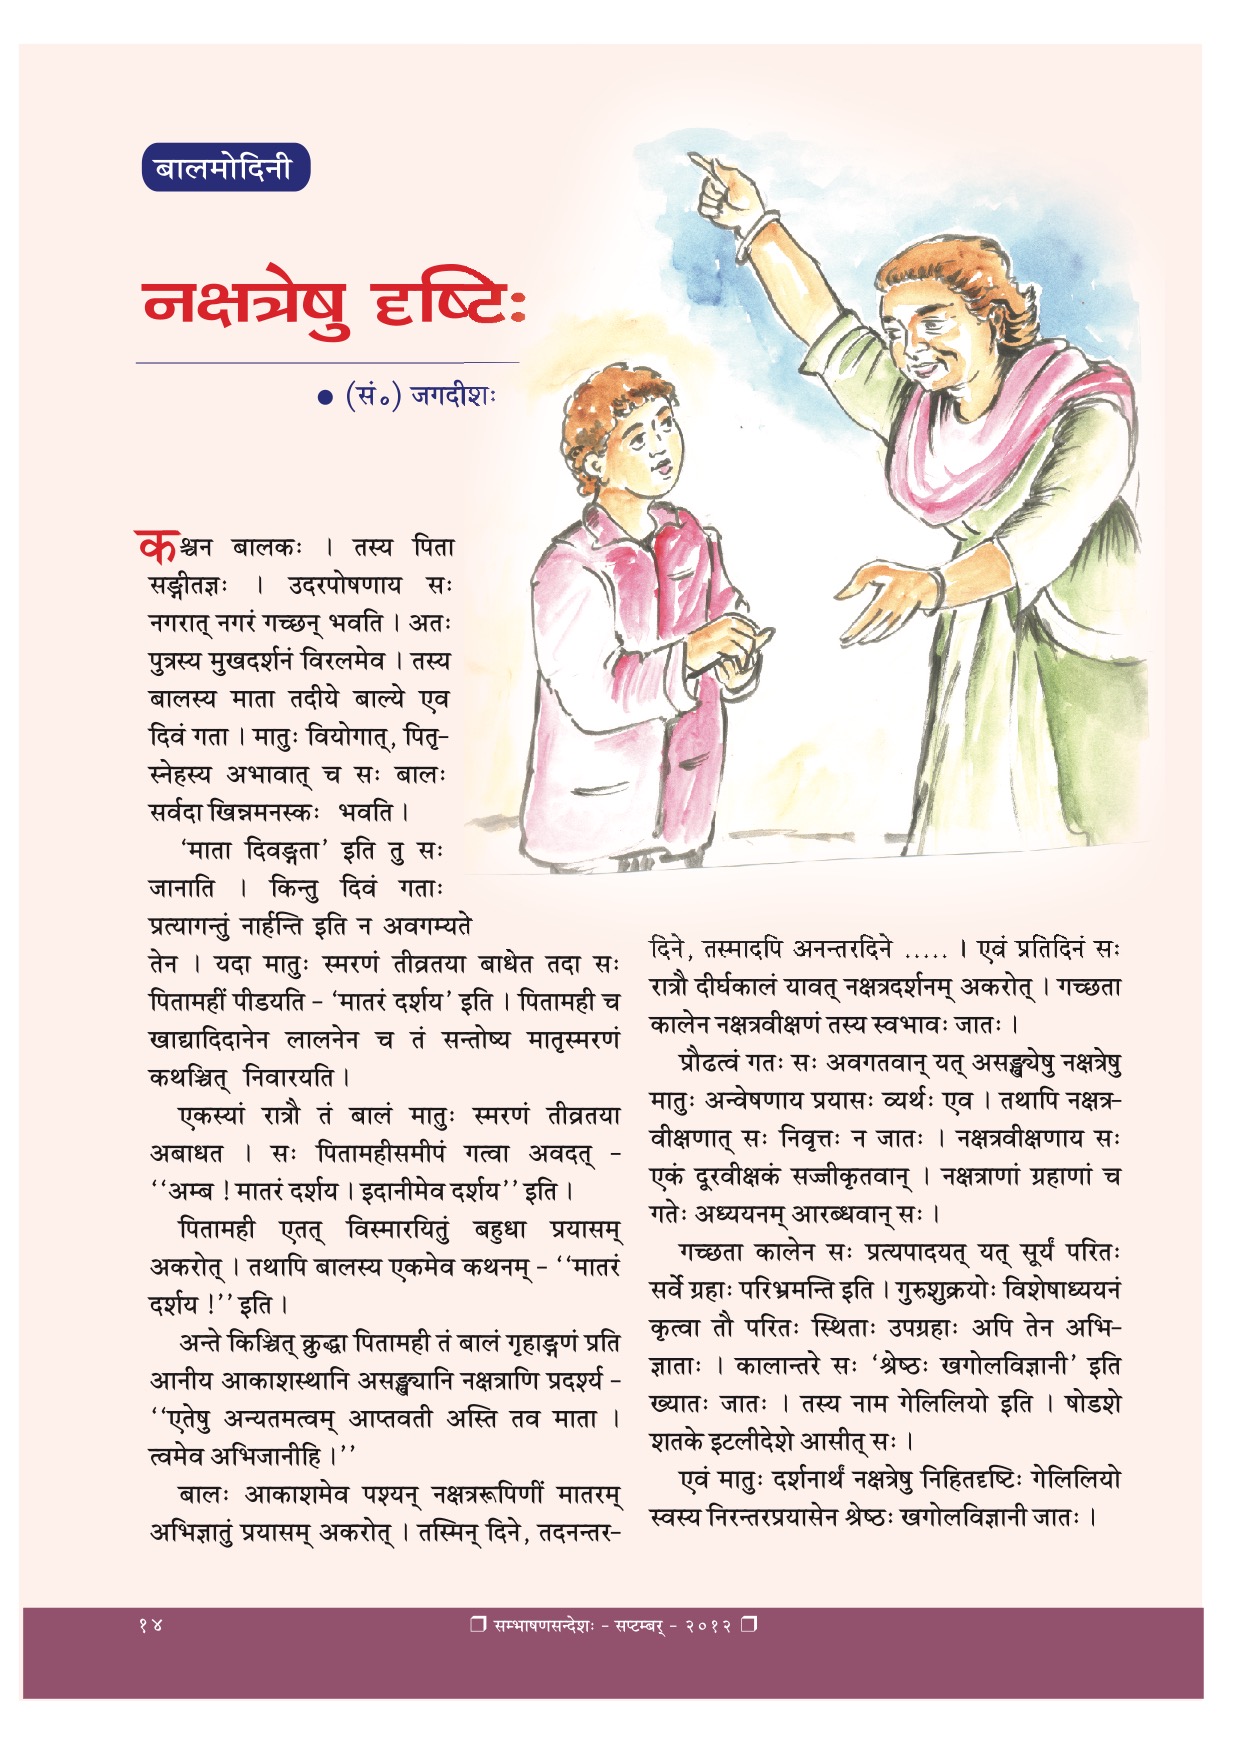 बालमोदिनी
नक्षत्रेषु दृष्टिः
● (सं॰) जगदीशः
कश्चन बालकः । तस्य पिता
सङ्गीतज्ञः । उदरपोषणाय सः
नगरात् नगरं गच्छन् भवति । अतः
पुत्रस्य मुखदर्शनं विरलमेव । तस्य
बालस्य माता तदीये बाल्ये एव
दिवं गता । मातुः वियोगात्, पितृ-
स्नेहस्य अभावात् च सः बालः
सर्वदा खिन्नमनस्कः भवति ।
‘माता दिवङ्गता’ इति तु सः
जानाति । किन्तु दिवं गताः
प्रत्यागन्तुं नार्हन्ति इति न अवगम्यते
तेन । यदा मातुः स्मरणं तीव्रतया बाधेत तदा सः
पितामहीं पीडयति - ‘मातरं दर्शय’ इति । पितामही च
खाद्यादिदानेन लालनेन च तं सन्तोष्य मातृस्मरणं
कथञ्चित् निवारयति ।
एकस्यां रात्रौ तं बालं मातुः स्मरणं तीव्रतया
अबाधत । सः पितामहीसमीपं गत्वा अवदत् -
‘‘अम्ब ! मातरं दर्शय । इदानीमेव दर्शय’’ इति ।
पितामही एतत् विस्मारयितुं बहुधा प्रयासम्
अकरोत् । तथापि बालस्य एकमेव कथनम् - ‘‘मातरं
दर्शय !’’ इति ।
अन्ते किञ्चित् क्रुद्धा पितामही तं बालं गृहाङ्गणं प्रति
आनीय आकाशस्थानि असङ्ख्यानि नक्षत्राणि प्रदर्श्य -
‘‘एतेषु अन्यतमत्वम् आप्तवती अस्ति तव माता ।
त्वमेव अभिजानीहि ।’’
बालः आकाशमेव पश्यन् नक्षत्ररूपिणीं मातरम्
अभिज्ञातुं प्रयासम् अकरोत् । तस्मिन् दिने, तदनन्तर-
दिने, तस्मादपि अनन्तरदिने ..... । एवं प्रतिदिनं सः
रात्रौ दीर्घकालं यावत् नक्षत्रदर्शनम् अकरोत् । गच्छता
कालेन नक्षत्रवीक्षणं तस्य स्वभावः जातः ।
प्रौढत्वं गतः सः अवगतवान् यत् असङ्ख्येषु नक्षत्रेषु
मातुः अन्वेषणाय प्रयासः व्यर्थः एव । तथापि नक्षत्र-
वीक्षणात् सः निवृत्तः न जातः । नक्षत्रवीक्षणाय सः
एकं दूरवीक्षकं सज्जीकृतवान् । नक्षत्राणां ग्रहाणां च
गतेः अध्ययनम् आरब्धवान् सः ।
गच्छता कालेन सः प्रत्यपादयत् यत् सूर्यं परितः
सर्वे ग्रहाः परिभ्रमन्ति इति । गुरुशुक्रयोः विशेषाध्ययनं
कृत्वा तौ परितः स्थिताः उपग्रहाः अपि तेन अभि-
ज्ञाताः । कालान्तरे सः ‘श्रेष्ठः खगोलविज्ञानी’ इति
ख्यातः जातः । तस्य नाम गेलिलियो इति । षोडशे
शतके इटलीदेशे आसीत् सः ।
एवं मातुः दर्शनार्थं नक्षत्रेषु निहितदृष्टिः गेलिलियो
स्वस्य निरन्तरप्रयासेन श्रेष्ठः खगोलविज्ञानी जातः ।
१४
❐ सम्भाषणसन्देशः - सप्टम्बर् - २०१२ ❐